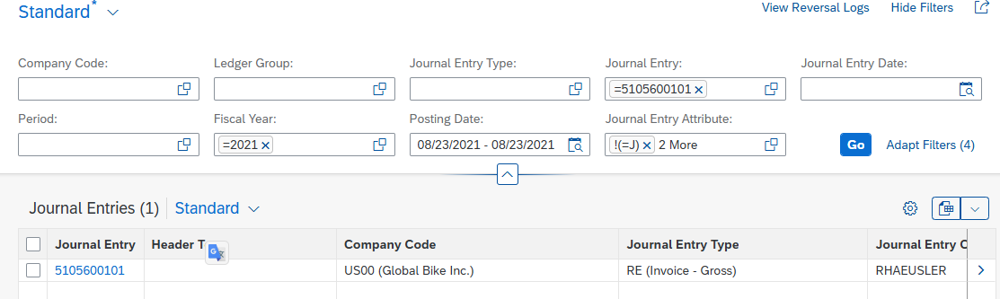 Standard* View Reversal Logs Hide Filters
Company Code: Ledger Group: Journal Entry Type: Journal Entry: Journal Entry Date:
=5105600101
Period: Fiscal Year: Posting Date: Journal Entry Attribute:
=2021 08/23/2021 - 08/23/2021 !(=J) 2 More Go Adapt Filters (4)
Journal Entries (1) Standard
Journal Entry Header T Company Code Journal Entry Type Journal Entry C
5105600101 US00 (Global Bike Inc.) RE (Invoice - Gross) RHAEUSLER